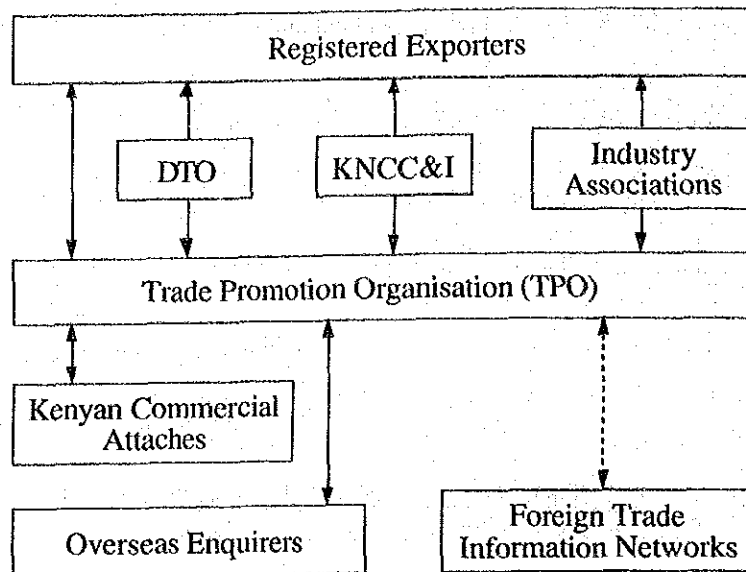 Registered Exporters
DTO
KNCC&I
Industry
Associations
Trade Promotion Organisation (TPO)
Kenyan Commercial
Attaches
Overseas Enquirers
Foreign Trade
Information Networks